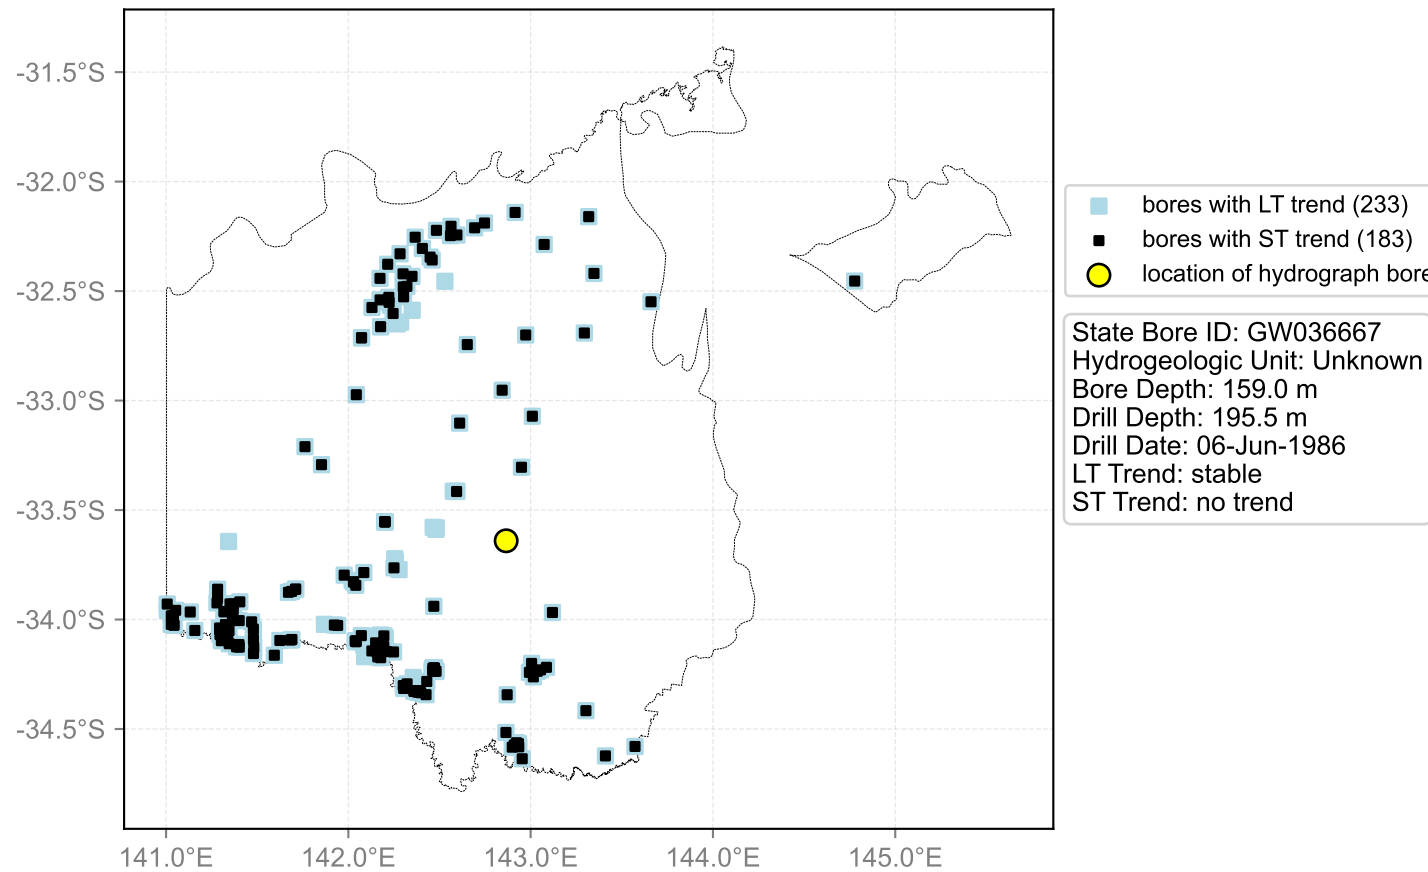 -31.5°S
-32.0°S
-32.5°S
-33.0°S
-33.5°S
-34.0°S
-34.5°S
141.0°E 142.0°E 143.0°E 144.0°E 145.0°E
bores with LT trend (233)
bores with ST trend (183)
location of hydrograph bore
State Bore ID: GW036667
Hydrogeologic Unit: Unknown
Bore Depth: 159.0 m
Drill Depth: 195.5 m
Drill Date: 06-Jun-1986
LT Trend: stable
ST Trend: no trend